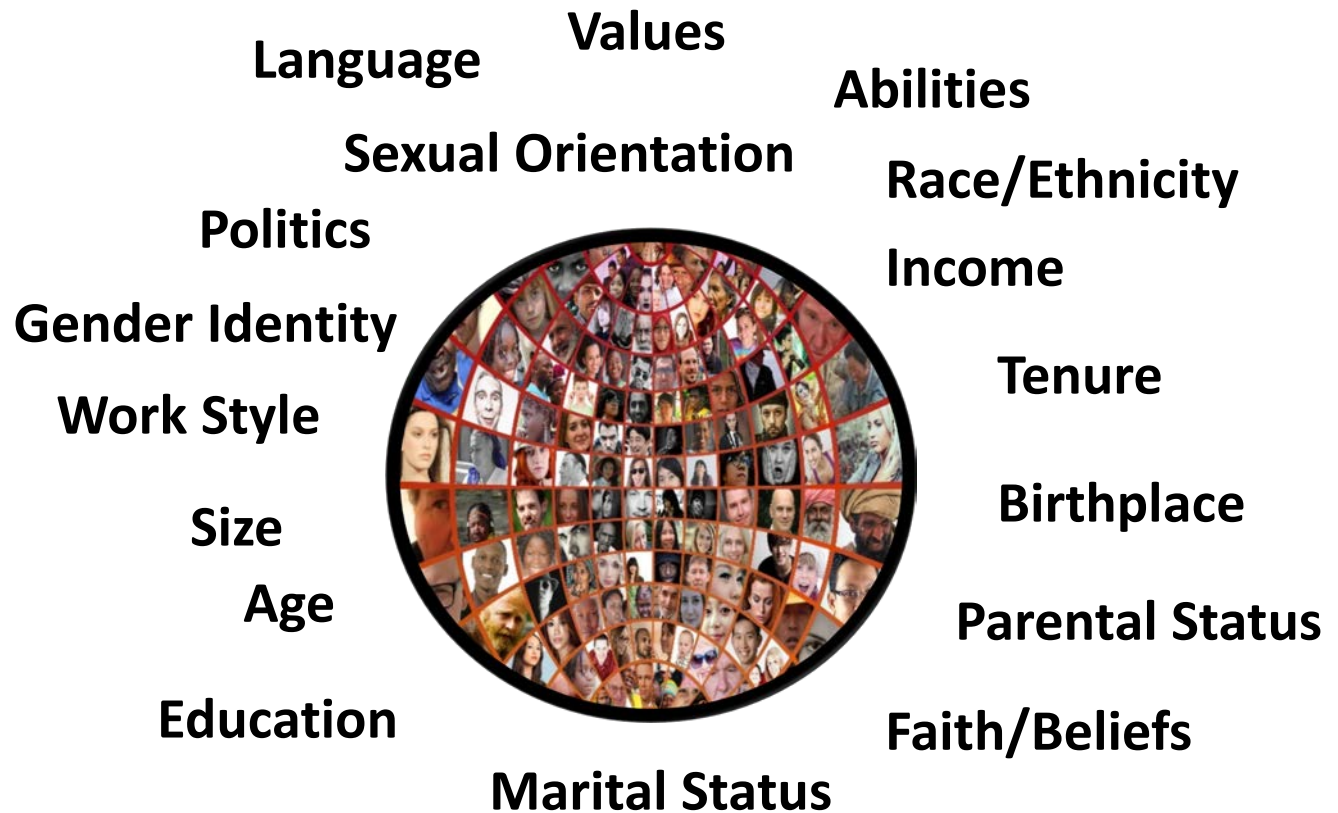 Values
Language
Abilities
Sexual Orientation
Race/Ethnicity
Politics
Income
Gender Identity
Tenure
Work Style
Birthplace
Size
Age
Parental Status
Education
Faith/Beliefs
Marital Status